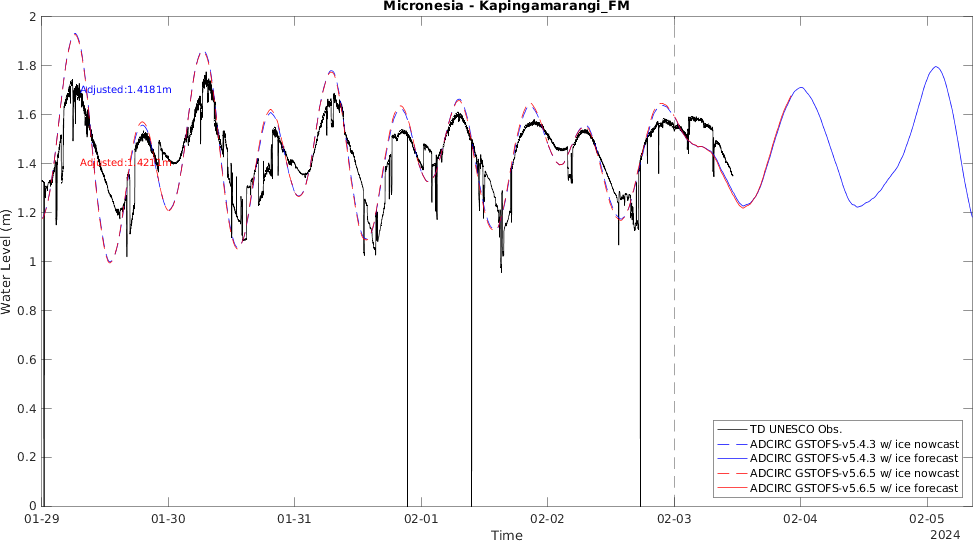 Micronesia - Kapingamarangi_FM
2
1.8
1.6
1.4
1.2
1
0.8
0.6
0.4
0.2
0
Water Level (m)
Adjusted:1.4181m
TD UNESCO Obs.
ADCIRC GSTOFS-v5.4.3 w/ ice nowcast
ADCIRC GSTOFS-v5.4.3 w/ ice forecast
ADCIRC GSTOFS-v5.6.5 w/ ice nowcast
ADCIRC GSTOFS-v5.6.5 w/ ice forecast
01-29 01-30 01-31 02-01 02-02 02-03 02-04 02-05
Time
2024